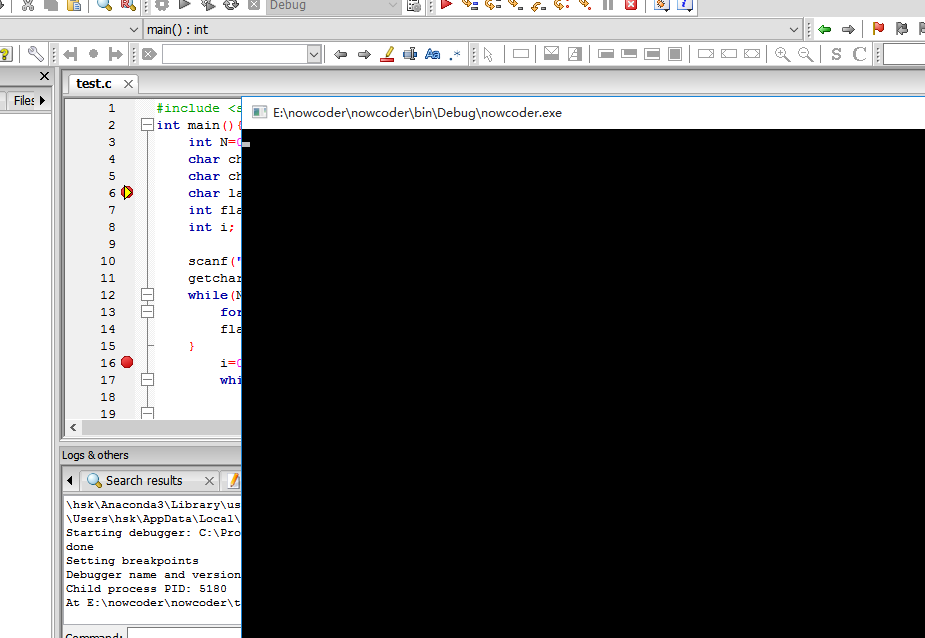 Debug
main() : int
Files
test.c
E:\nowcoder\nowcoder\bin\Debug\nowcoder.exe
1 #include <s
2 int main(){
3 int N=0
4 char ch
5 char ch
6 char la
7 int fla
8 int i;
9
10 scanf("
11 getchar
12 while(N
13 for
14 fla
15 }
16 i=0
17 whi
18
19
Logs & others
Search results
\hsk\Anaconda3\Library\us
\Users\hsk\AppData\Local\
Starting debugger: C:\Pro
done
Setting breakpoints
Debugger name and version
Child process PID: 5180
At E:\nowcoder\nowcoder\t
Command: